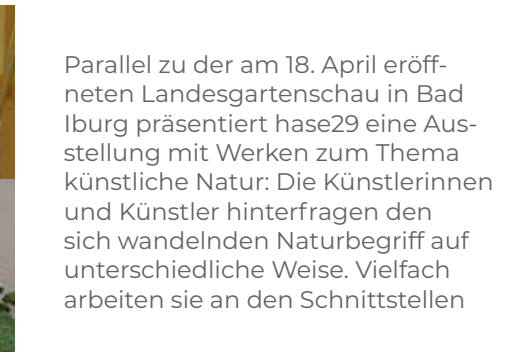 Parallel zu der am 18. April eröff-
neten Landesgartenschau in Bad
Iburg präsentiert hase29 eine Aus-
stellung mit Werken zum Thema
künstliche Natur: Die Künstlerinnen
und Künstler hinterfragen den
sich wandelnden Naturbegriff auf
unterschiedliche Weise. Vielfach
arbeiten sie an den Schnittstellen